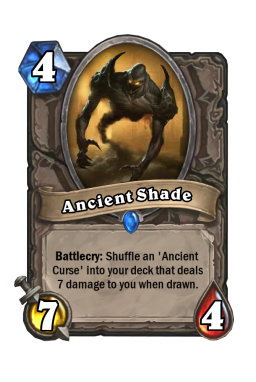 4
Ancient Shade
Battlecry: Shuffle an 'Ancient
Curse' into your deck that deals
7 damage to you when drawn.
7
4